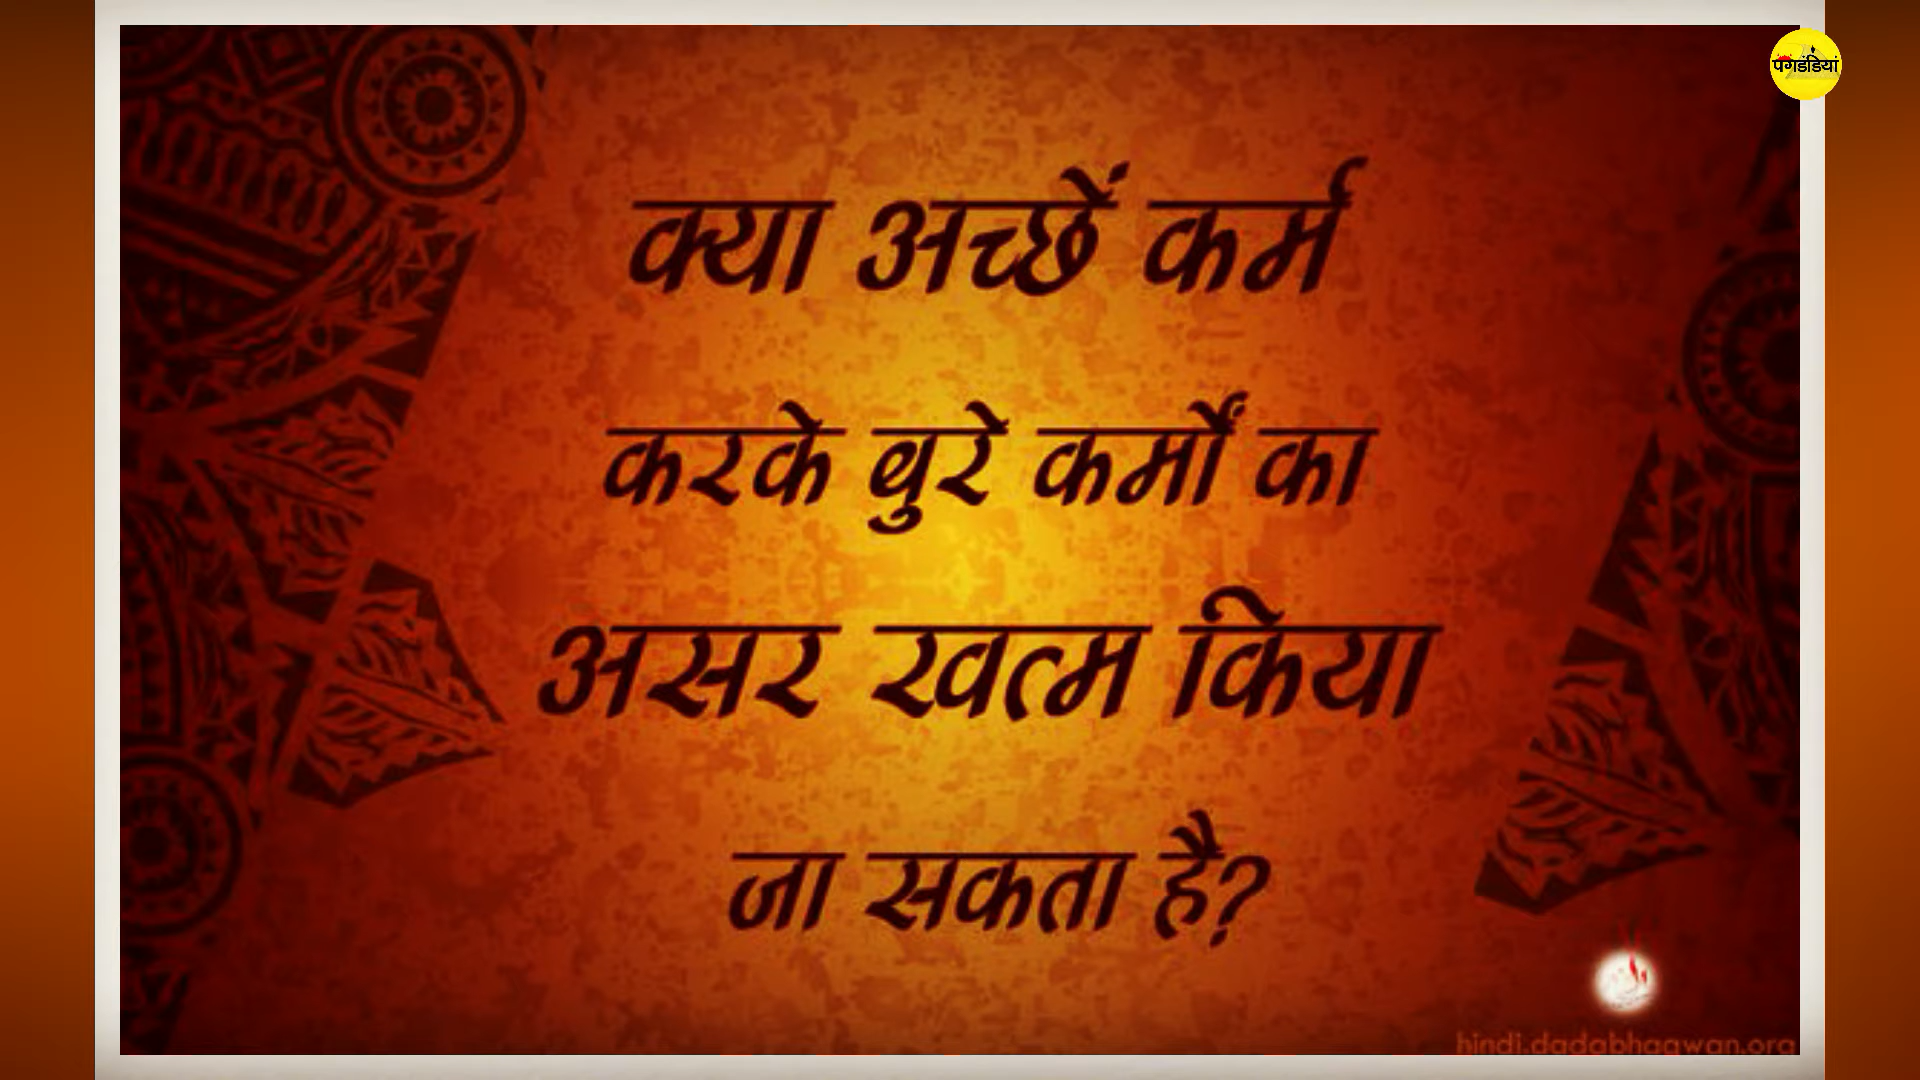 पगडंडियां
क्या अच्छें कर्म
करके बुरे कर्मों का
असर खत्म किया
जा सकता है?
hindi.dadabhagwan.org